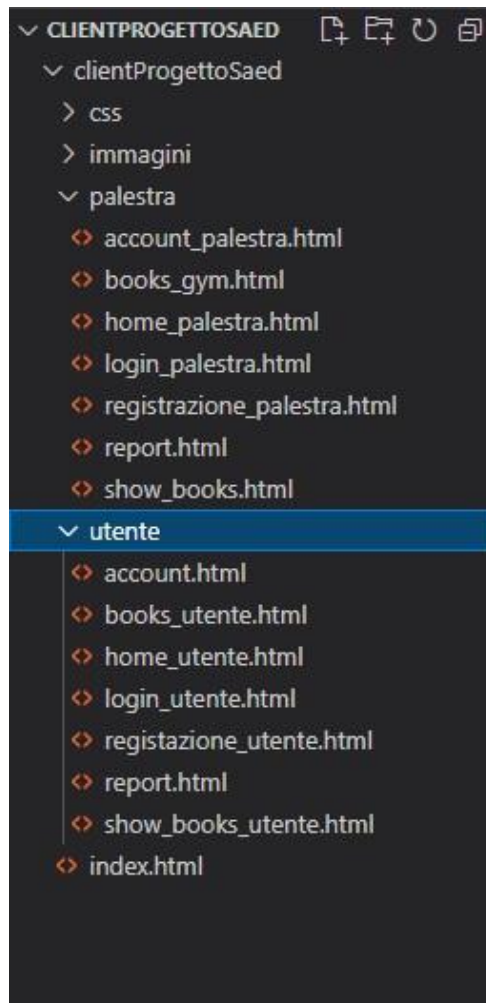 CLIENTPROGETTOSAED
clientProgettoSaed
css
immagini
palestra
account_palestra.html
books_gym.html
home_palestra.html
login_palestra.html
registrazione_palestra.html
report.html
show_books.html
utente
account.html
books_utente.html
home_utente.html
login_utente.html
registazione_utente.html
report.html
show_books_utente.html
index.html